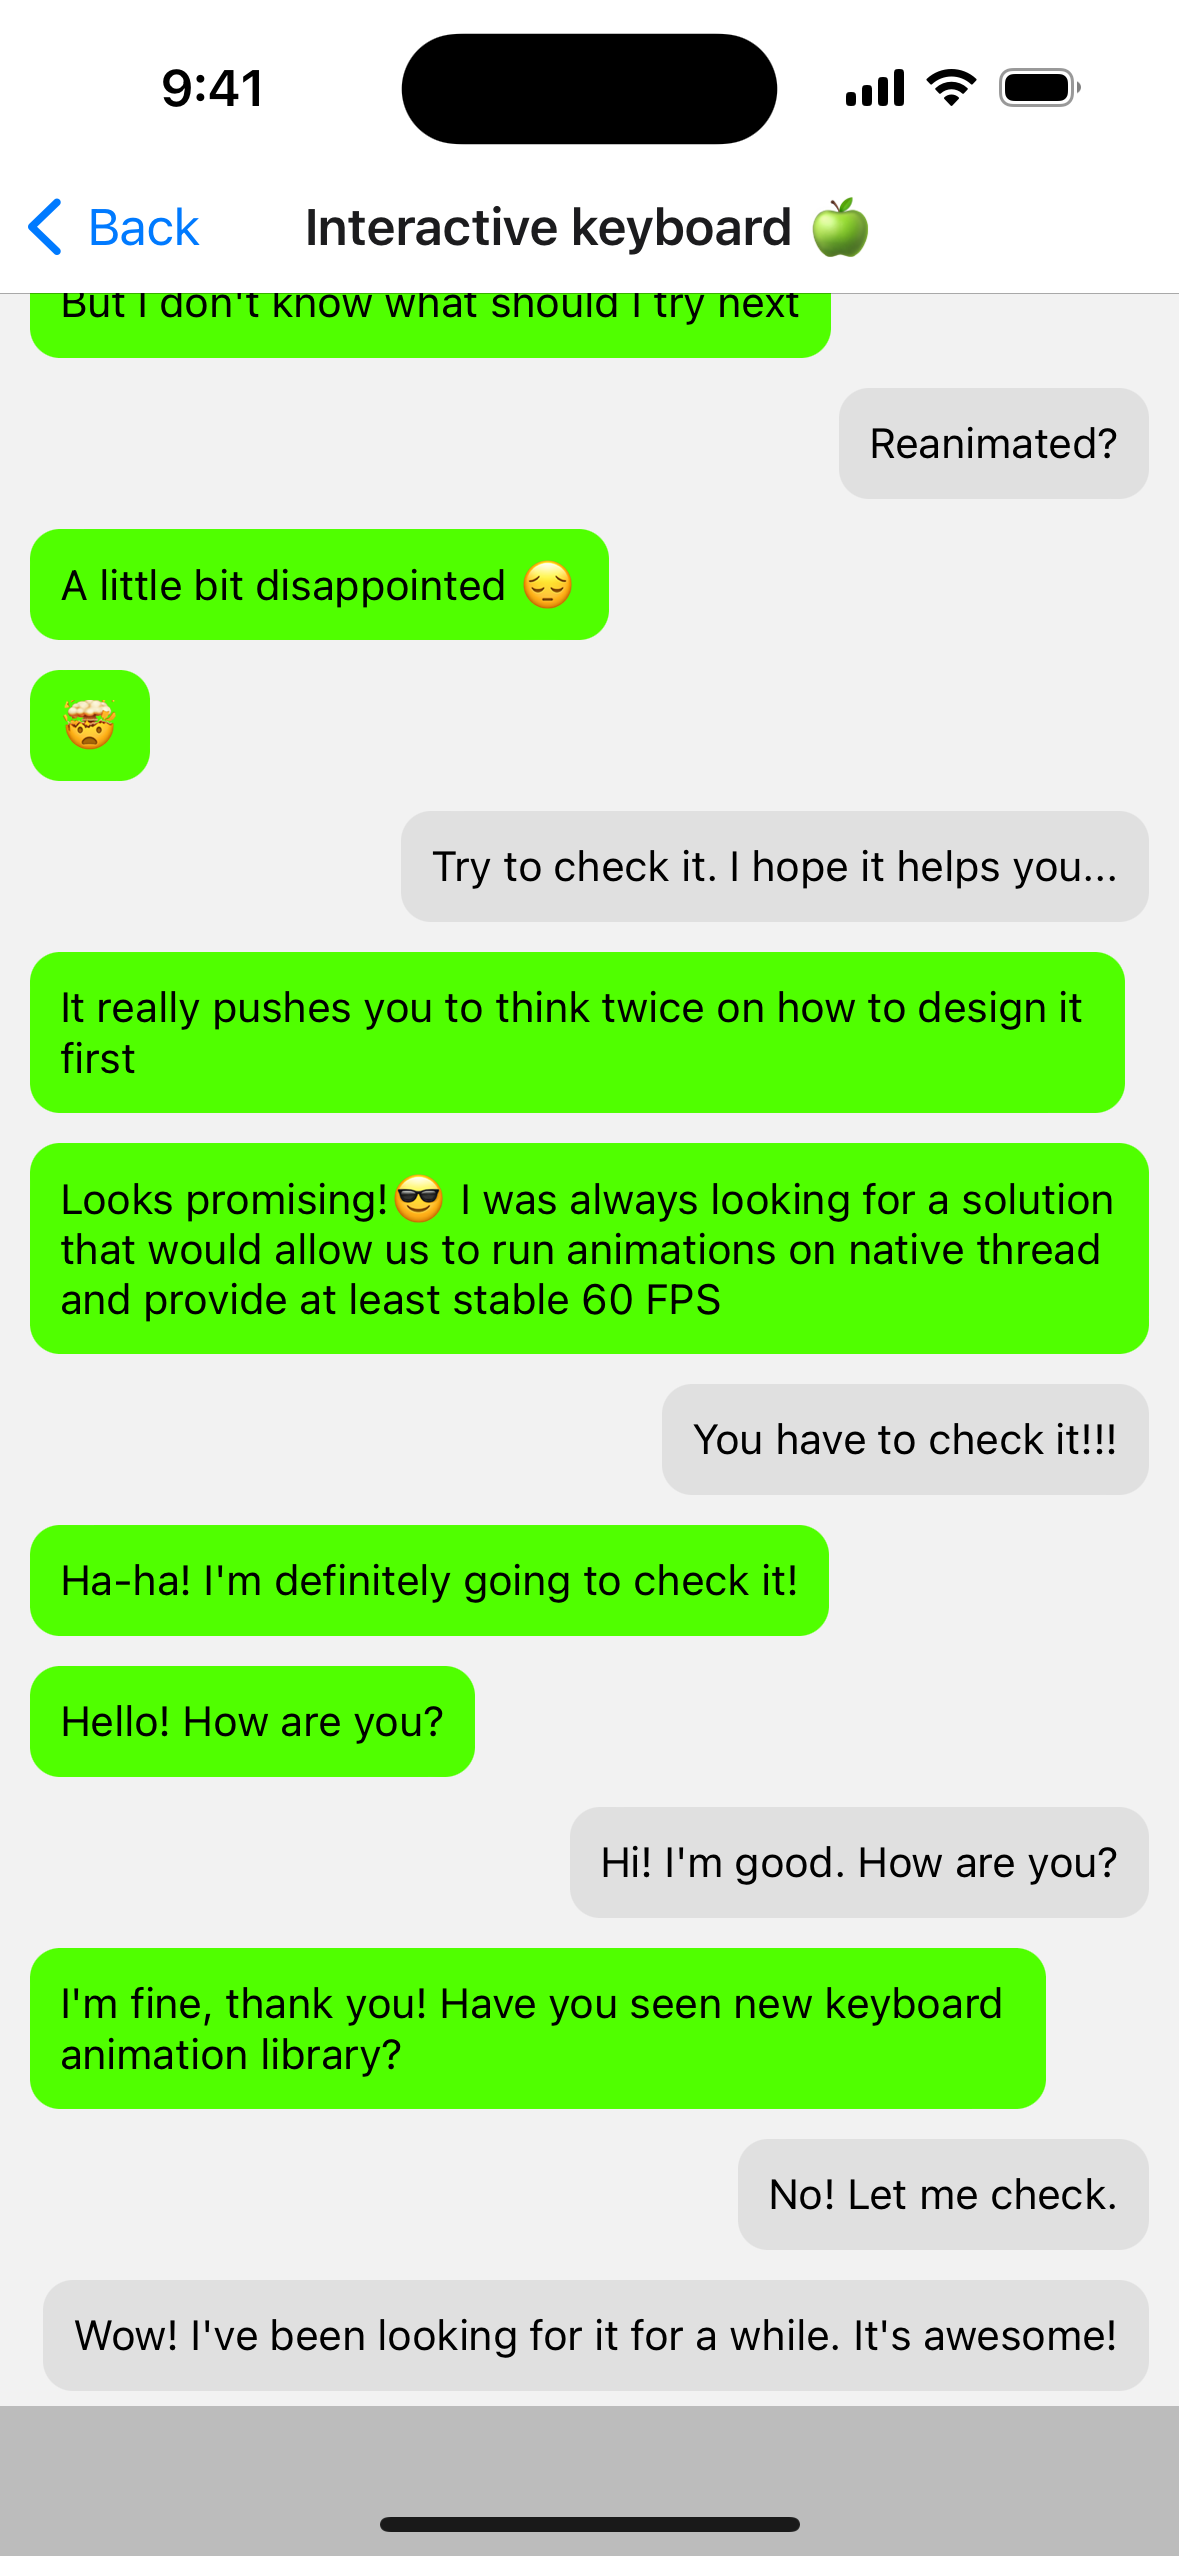 9:41
Back
Interactive keyboard 🍏
But I don't know what should I try next
Reanimated?
A little bit disappointed 😔
🤯
Try to check it. I hope it helps you...
It really pushes you to think twice on how to design it
first
Looks promising!😎 I was always looking for a solution
that would allow us to run animations on native thread
and provide at least stable 60 FPS
You have to check it!!!
Ha-ha! I'm definitely going to check it!
Hello! How are you?
Hi! I'm good. How are you?
I'm fine, thank you! Have you seen new keyboard
animation library?
No! Let me check.
Wow! I've been looking for it for a while. It's awesome!